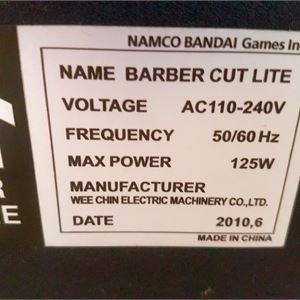 NAMCO BANDAI Games In
NAME BARBER CUT LITE
VOLTAGE AC110-240V
FREQUENCY 50/60 Hz
MAX POWER 125W
MANUFACTURER
WEE CHIN ELECTRIC MACHINERY CO.,LTD.
DATE 2010,6
MADE IN CHINA